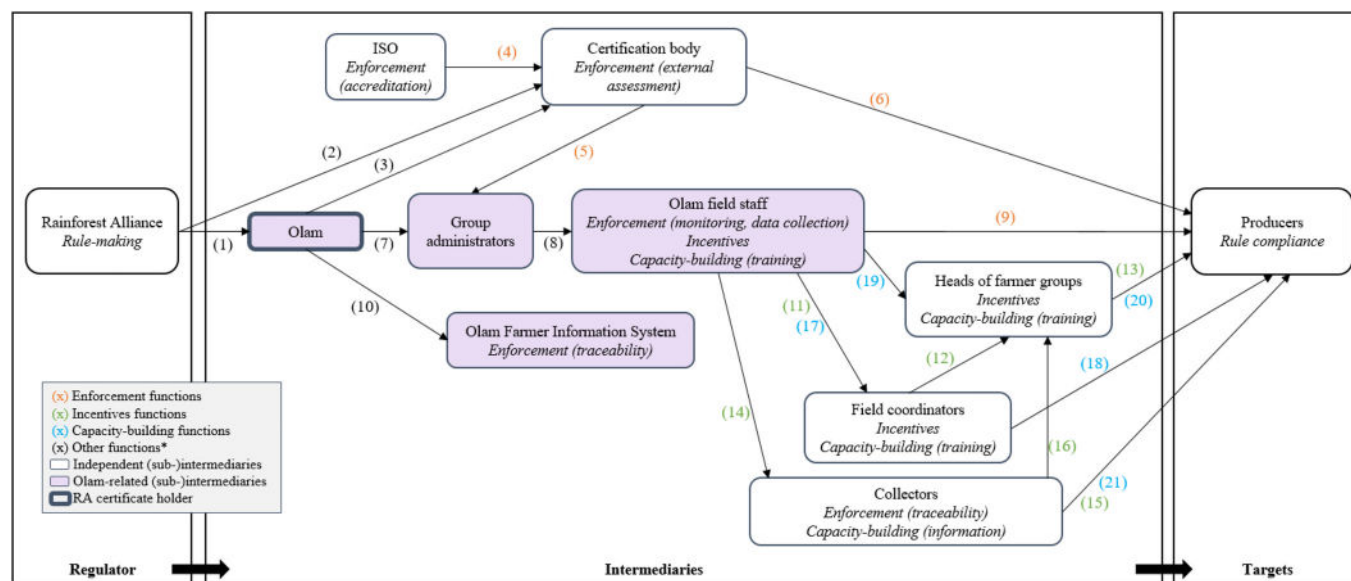 ISO
Enforcement
(accreditation)
(4)
Certification body
Enforcement (external
assessment)
(6)
(2)
(3)
(5)
Rainforest Alliance
Rule-making
(1)
Olam
(7)
Group
administrators
(8)
Olam field staff
Enforcement (monitoring, data collection)
Incentives
Capacity-building (training)
(9)
Producers
Rule compliance
(10)
(11)
(17)
(19)
Heads of farmer groups
Incentives
Capacity-building (training)
(13)
(20)
Olam Farmer Information System
Enforcement (traceability)
(12)
(18)
(14)
Field coordinators
Incentives
Capacity-building (training)
(16)
(21)
(15)
Collectors
Enforcement (traceability)
Capacity-building (information)
(x) Enforcement functions
(x) Incentives functions
(x) Capacity-building functions
(x) Other functions*
Independent (sub-)intermediaries
Olam-related (sub-)intermediaries
RA certificate holder
Regulator
Intermediaries
Targets